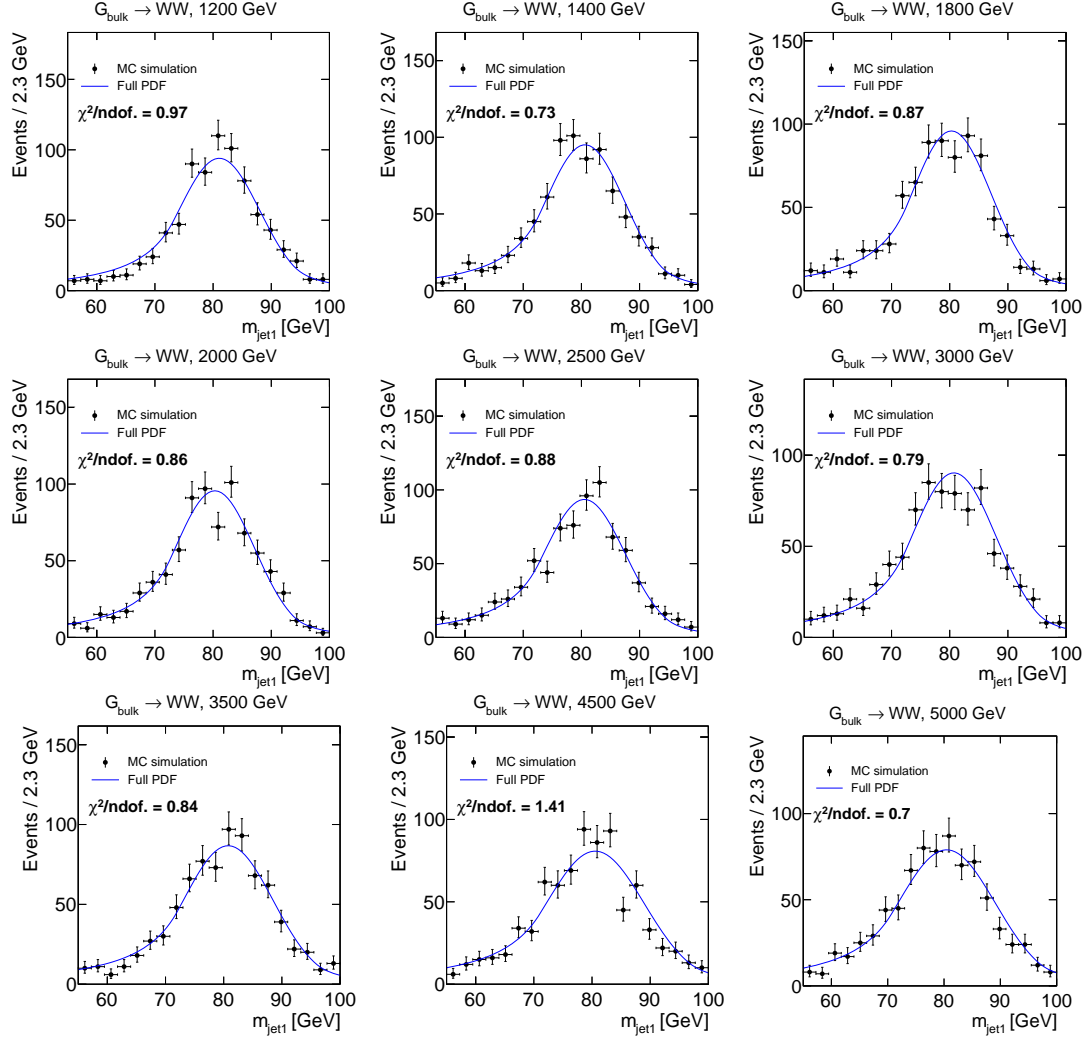 G_bulk → WW, 1200 GeV
Events / 2.3 GeV
150
100
50
0
MC simulation
Full PDF
χ²/ndof. = 0.97
60 70 80 90 100
m_jet1 [GeV]
G_bulk → WW, 1400 GeV
Events / 2.3 GeV
150
100
50
0
MC simulation
Full PDF
χ²/ndof. = 0.73
60 70 80 90 100
m_jet1 [GeV]
G_bulk → WW, 1800 GeV
Events / 2.3 GeV
150
100
50
0
MC simulation
Full PDF
χ²/ndof. = 0.87
60 70 80 90 100
m_jet1 [GeV]
G_bulk → WW, 2000 GeV
Events / 2.3 GeV
150
100
50
0
MC simulation
Full PDF
χ²/ndof. = 0.86
60 70 80 90 100
m_jet1 [GeV]
G_bulk → WW, 2500 GeV
Events / 2.3 GeV
150
100
50
0
MC simulation
Full PDF
χ²/ndof. = 0.88
60 70 80 90 100
m_jet1 [GeV]
G_bulk → WW, 3000 GeV
Events / 2.3 GeV
100
50
0
MC simulation
Full PDF
χ²/ndof. = 0.79
60 70 80 90 100
m_jet1 [GeV]
G_bulk → WW, 3500 GeV
Events / 2.3 GeV
150
100
50
0
MC simulation
Full PDF
χ²/ndof. = 0.84
60 70 80 90 100
m_jet1 [GeV]
G_bulk → WW, 4500 GeV
Events / 2.3 GeV
150
100
50
0
MC simulation
Full PDF
χ²/ndof. = 1.41
60 70 80 90 100
m_jet1 [GeV]
G_bulk → WW, 5000 GeV
Events / 2.3 GeV
100
50
0
MC simulation
Full PDF
χ²/ndof. = 0.7
60 70 80 90 100
m_jet1 [GeV]